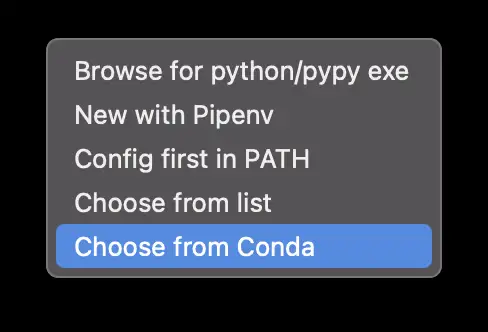 Browse for python/pypy exe
New with Pipenv
Config first in PATH
Choose from list
Choose from Conda